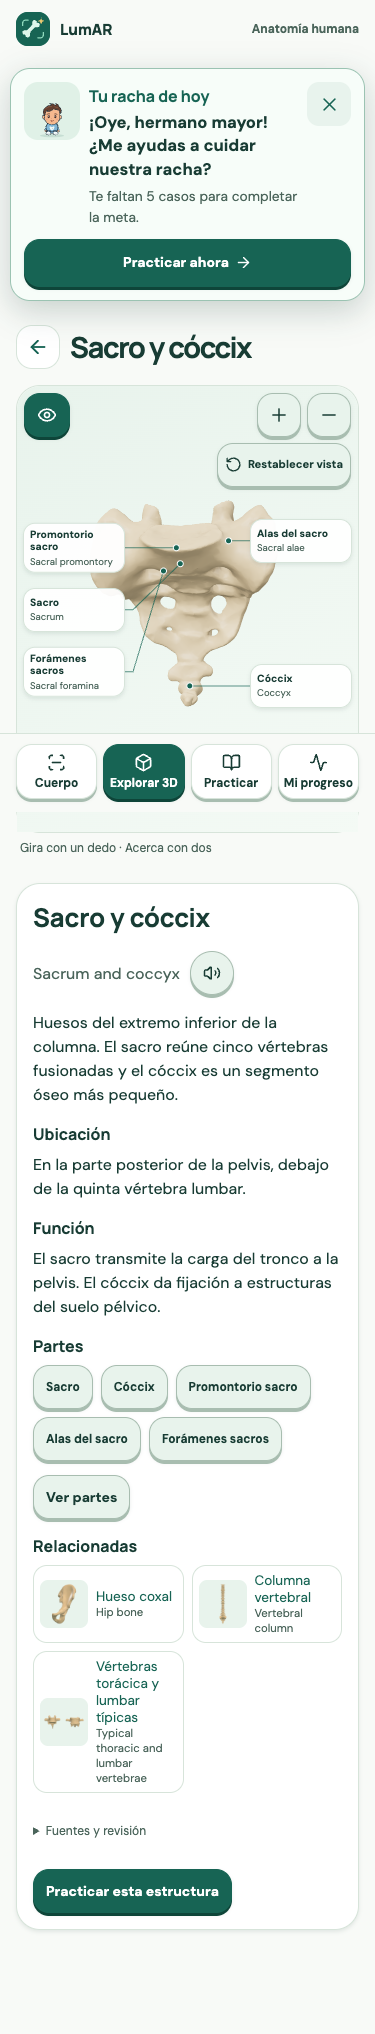 LumAR
Anatomía humana
Tu racha de hoy
¡Oye, hermano mayor!
¿Me ayudas a cuidar
nuestra racha?
Te faltan 5 casos para completar
la meta.
Practicar ahora →
Sacro y cóccix
Restablecer vista
Promontorio
sacro
Sacral promontory
Alas del sacro
Sacral alae
Sacro
Sacrum
Forámenes
sacros
Sacral foramina
Cóccix
Coccyx
Cuerpo
Explorar 3D
Practicar
Mi progreso
Gira con un dedo · Acerca con dos
Sacro y cóccix
Sacrum and coccyx
Huesos del extremo inferior de la
columna. El sacro reúne cinco vértebras
fusionadas y el cóccix es un segmento
óseo más pequeño.
Ubicación
En la parte posterior de la pelvis, debajo
de la quinta vértebra lumbar.
Función
El sacro transmite la carga del tronco a la
pelvis. El cóccix da fijación a estructuras
del suelo pélvico.
Partes
Sacro
Cóccix
Promontorio sacro
Alas del sacro
Forámenes sacros
Ver partes
Relacionadas
Hueso coxal
Hip bone
Columna
vertebral
Vertebral
column
Vértebras
torácica y
lumbar
típicas
Typical
thoracic and
lumbar
vertebrae
Fuentes y revisión
Practicar esta estructura